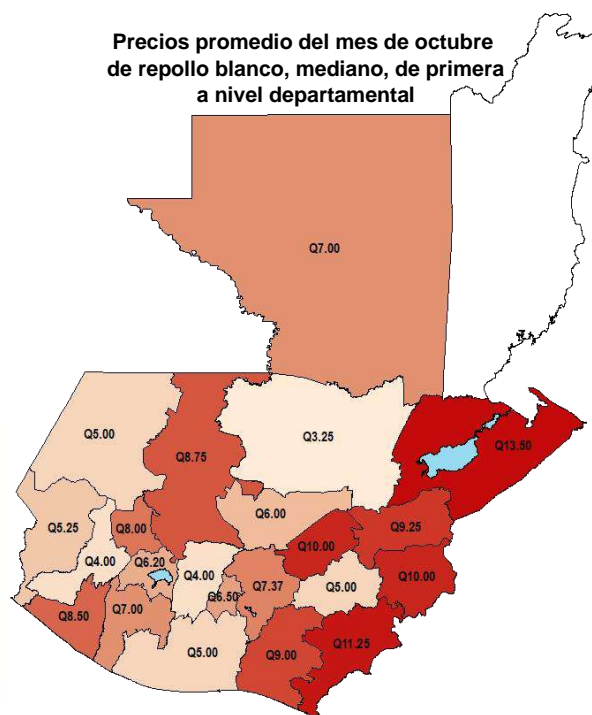 Precios promedio del mes de octubre
de repollo blanco, mediano, de primera
a nivel departamental
Q7.00
Q5.00
Q3.25
Q13.50
Q8.75
Q5.25
Q8.00
Q6.00
Q9.25
Q10.00
Q4.00
Q6.20
Q4.00
Q7.37
Q5.00
Q10.00
Q6.50
Q8.50
Q7.00
Q11.25
Q5.00
Q9.00